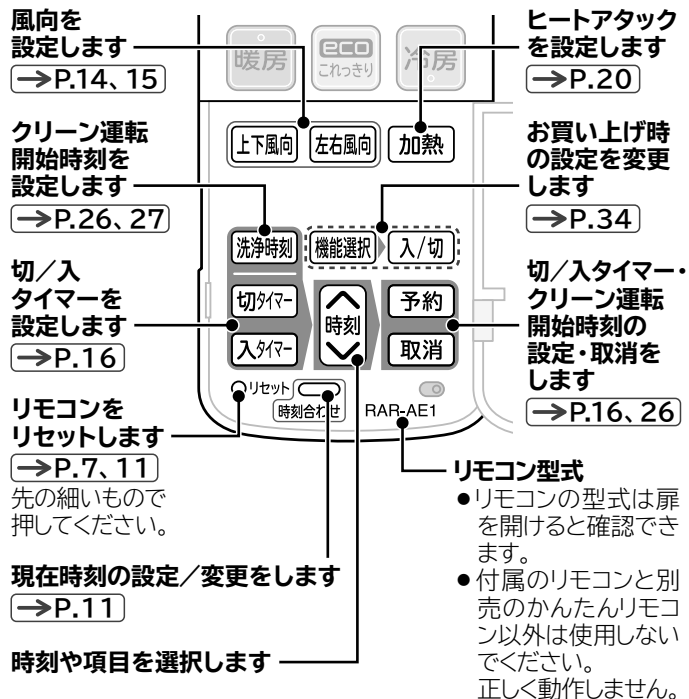 風向を
設定します
→P.14、15
クリーン運転
開始時刻を
設定します
→P.26、27
切／入
タイマーを
設定します
→P.16
リモコンを
リセットします
→P.7、11
先の細いもので
押してください。
現在時刻の設定／変更をします
→P.11
時刻や項目を選択します
暖房
eco
これっきり
冷房
上下風向
左右風向
加熱
洗浄時刻
機能選択
入/切
切タイマー
時刻
予約
入タイマー
取消
リセット
時刻合わせ
RAR-AE1
ヒートアタック
を設定します
→P.20
お買い上げ時
の設定を変更
します
→P.34
切／入タイマー・
クリーン運転
開始時刻の
設定・取消を
します
→P.16、26
リモコン型式
●リモコンの型式は扉
を開けると確認でき
ます。
●付属のリモコンと別
売のかんたんリモコ
ン以外は使用しない
でください。
正しく動作しません。